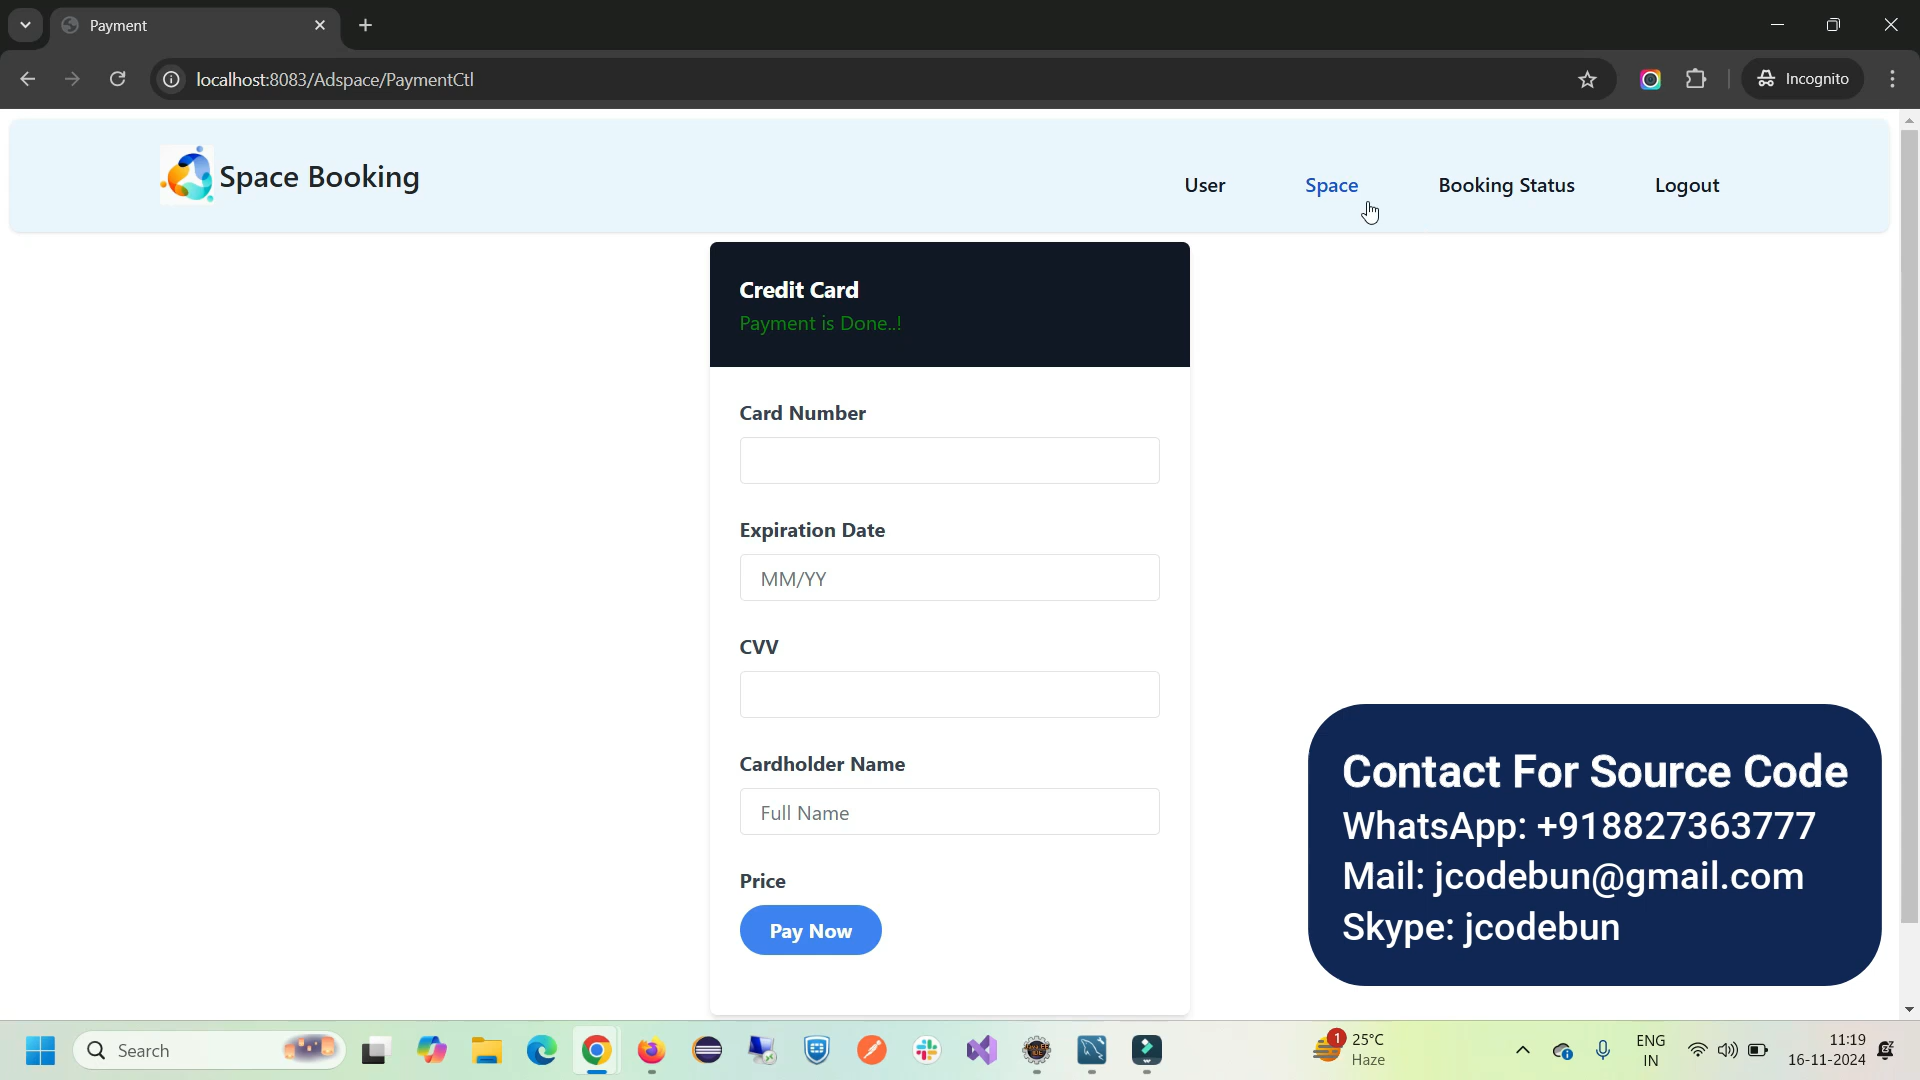 Payment
localhost:8083/Adspace/PaymentCtl
Incognito
Space Booking
User
Space
Booking Status
Logout
Credit Card
Payment is Done..!
Card Number
Expiration Date
MM/YY
CVV
Cardholder Name
Full Name
Price
Pay Now
Contact For Source Code
WhatsApp: +918827363777
Mail: jcodebun@gmail.com
Skype: jcodebun
Search
1
25°C
Haze
ENG
IN
11:19
16-11-2024